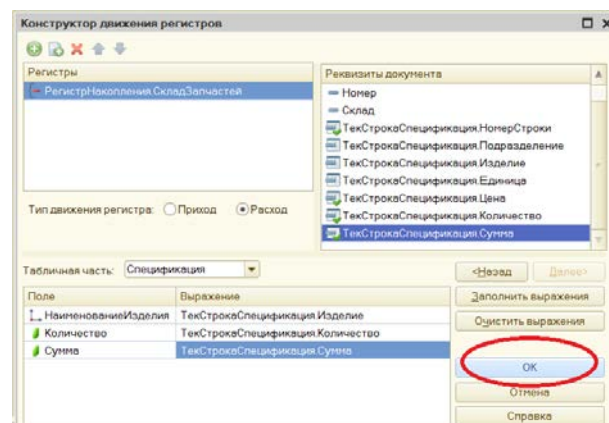 Конструктор движения регистров
Регистры
РегистрНакопления.СкладЗапчастей
Тип движения регистра:
Приход
Расход
Реквизиты документа
Номер
Склад
ТекСтрокаСпецификация.НомерСтроки
ТекСтрокаСпецификация.Подразделение
ТекСтрокаСпецификация.Изделие
ТекСтрокаСпецификация.Единица
ТекСтрокаСпецификация.Цена
ТекСтрокаСпецификация.Количество
ТекСтрокаСпецификация.Сумма
Табличная часть: Спецификация
<Назад Далее>
Поле Выражение
НаименованиеИзделия ТекСтрокаСпецификация.Изделие
Количество ТекСтрокаСпецификация.Количество
Сумма ТекСтрокаСпецификация.Сумма
Заполнить выражения
Очистить выражения
ОК
Отмена
Справка